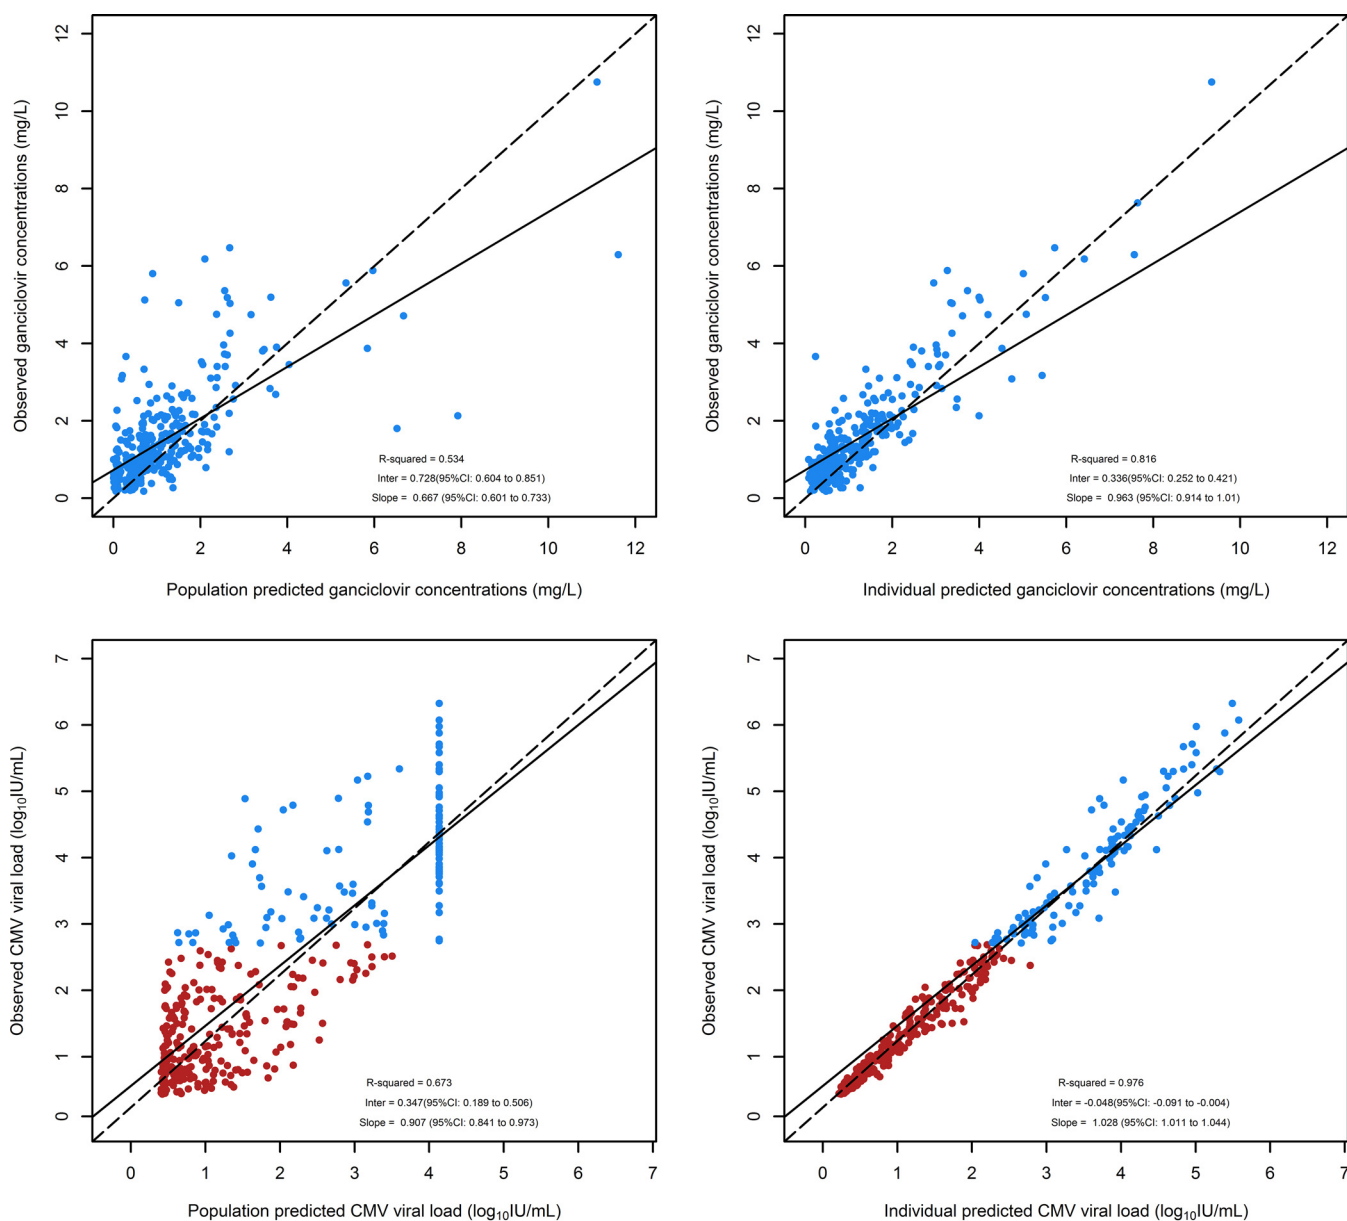 Observed ganciclovir concentrations (mg/L)
12
10
8
6
4
2
0
R-squared = 0.534
Inter = 0.728(95%CI: 0.604 to 0.851)
Slope = 0.667 (95%CI: 0.601 to 0.733)
0 2 4 6 8 10 12
Population predicted ganciclovir concentrations (mg/L)
Observed ganciclovir concentrations (mg/L)
12
10
8
6
4
2
0
R-squared = 0.816
Inter = 0.336(95%CI: 0.252 to 0.421)
Slope = 0.963 (95%CI: 0.914 to 1.01)
0 2 4 6 8 10 12
Individual predicted ganciclovir concentrations (mg/L)
Observed CMV viral load (log₁₀IU/mL)
7
6
5
4
3
2
1
0
R-squared = 0.673
Inter = 0.347(95%CI: 0.189 to 0.506)
Slope = 0.907 (95%CI: 0.841 to 0.973)
0 1 2 3 4 5 6 7
Population predicted CMV viral load (log₁₀IU/mL)
Observed CMV viral load (log₁₀IU/mL)
7
6
5
4
3
2
1
0
R-squared = 0.976
Inter = -0.048(95%CI: -0.091 to -0.004)
Slope = 1.028 (95%CI: 1.011 to 1.044)
0 1 2 3 4 5 6 7
Individual predicted CMV viral load (log₁₀IU/mL)